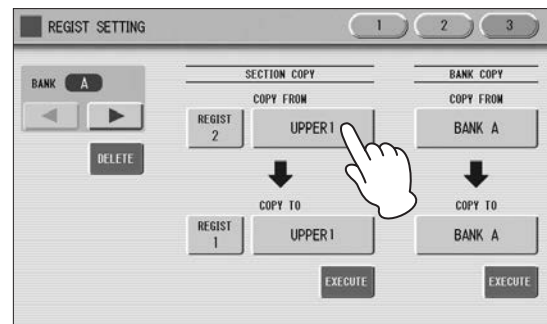 REGIST SETTING
1 2 3
BANK A
DELETE
SECTION COPY
COPY FROM
REGIST 2
UPPER1
COPY TO
REGIST 1
UPPER1
EXECUTE
BANK COPY
COPY FROM
BANK A
COPY TO
BANK A
EXECUTE